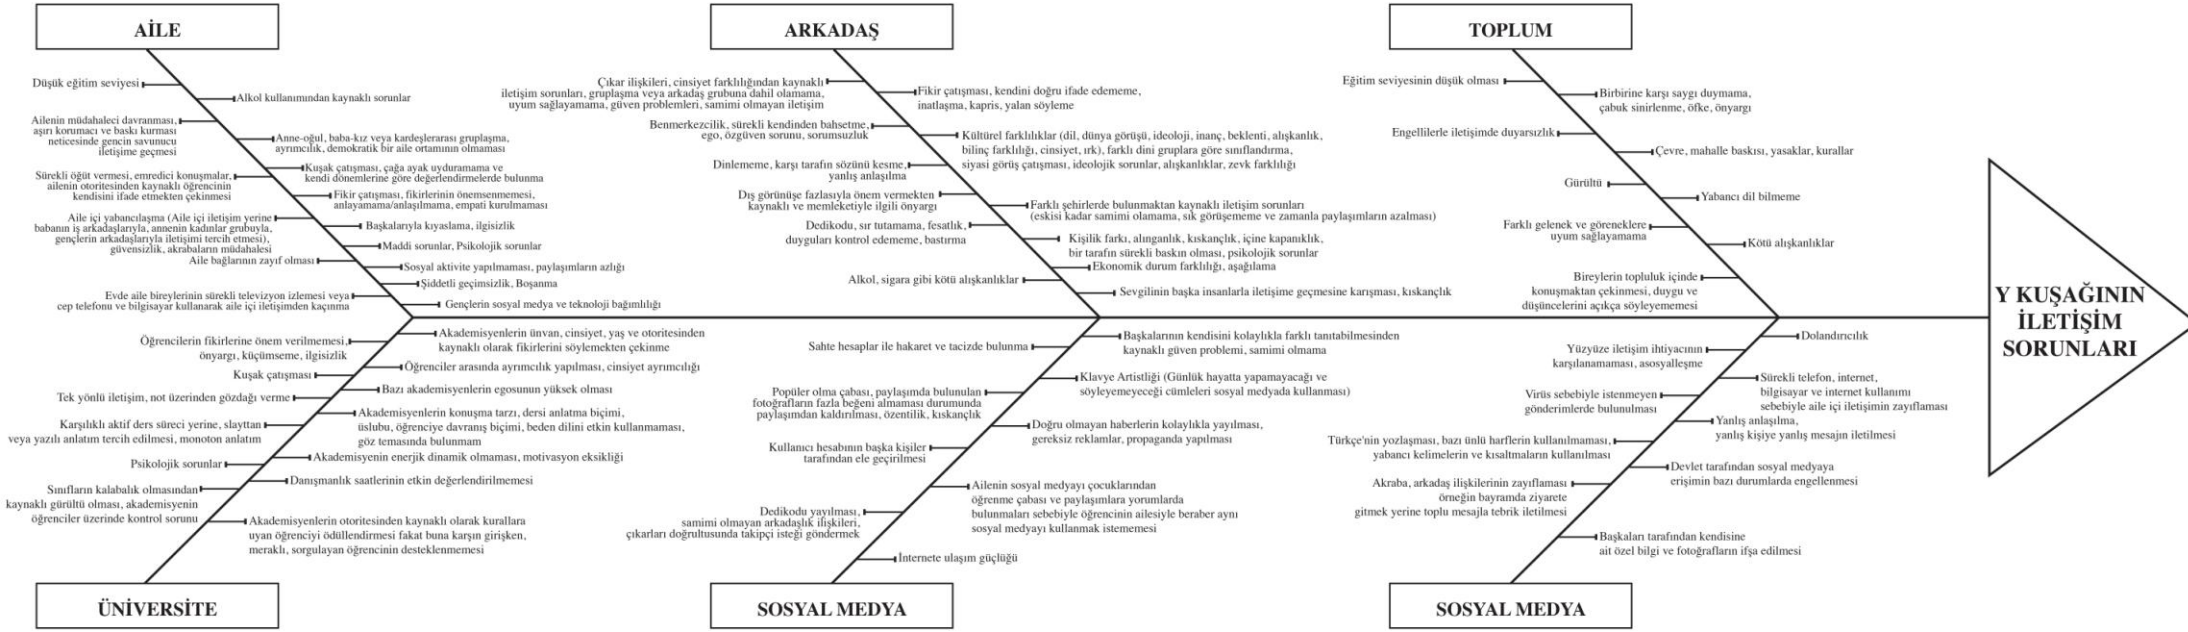 AİLE
Düşük eğitim seviyesi
Alkol kullanımından kaynaklı sorunlar
Ailenin müdahaleci davranması,
aşırı korumacı ve baskı kurması
neticesinde gencin savunucu
iletişime geçmesi
Anne-oğul, baba-kız veya kardeşlerarası gruplaşma,
ayrımcılık, demokratik bir aile ortamının olmaması
Kuşak çatışması, çağa ayak uyduramama ve
kendi dönemlerine göre değerlendirmelerde bulunma
Sürekli öğüt vermesi, emredici konuşmalar,
ailenin otoritesinden kaynaklı öğrencinin
kendisini ifade etmekten çekinmesi
Fikir çatışması, fikirlerinin önemsenmemesi,
anlayamama/anlaşılmama, empati kurulmaması
Aile içi yabancılaşma (Aile içi iletişim yerine
babanın iş arkadaşlarıyla, annenin kadınlar grubuyla,
gençlerin arkadaşlarıyla iletişimi tercih etmesi),
güvensizlik, akrabaların müdahalesi
Başkalarıyla kıyaslama, ilgisizlik
Maddi sorunlar, Psikolojik sorunlar
Aile bağlarının zayıf olması
Sosyal aktivite yapılmaması, paylaşımların azlığı
Şiddetli geçimsizlik, Boşanma
Evde aile bireylerinin sürekli televizyon izlemesi veya
cep telefonu ve bilgisayar kullanarak aile içi iletişimden kaçınma
Gençlerin sosyal medya ve teknoloji bağımlılığı
ARKADAŞ
Çıkar ilişkileri, cinsiyet farklılığından kaynaklı
iletişim sorunları, gruplaşma veya arkadaş grubuna dahil olamama,
uyum sağlayamama, güven problemleri, samimi olmayan iletişim
Fikir çatışması, kendini doğru ifade edememe,
inatlaşma, kapris, yalan söyleme
Benmerkezcilik, sürekli kendinden bahsetme,
ego, özgüven sorunu, sorumsuzluk
Kültürel farklılıklar (dil, dünya görüşü, ideoloji, inanç, beklenti, alışkanlık,
bilinç farklılığı, cinsiyet, ırk), farklı dini gruplara göre sınıflandırma,
siyasi görüş çatışması, ideolojik sorunlar, alışkanlıklar, zevk farklılığı
Dinlememe, karşı tarafın sözünü kesme,
yanlış anlaşılma
Dış görünüşe fazlasıyla önem vermekten
kaynaklı ve memleketiyle ilgili önyargı
Farklı şehirlerde bulunmaktan kaynaklı iletişim sorunları
(eskisi kadar samimi olamama, sık görüşememe ve zamanla paylaşımların azalması)
Dedikodu, sır tutamama, fesatlık,
duyguları kontrol edememe, bastırma
Kişilik farkı, alınganlık, kıskançlık, içine kapanıklık,
bir tarafın sürekli baskın olması, psikolojik sorunlar
Ekonomik durum farklılığı, aşağılama
Alkol, sigara gibi kötü alışkanlıklar
Sevgilinin başka insanlarla iletişime geçmesine karışması, kıskançlık
TOPLUM
Eğitim seviyesinin düşük olması
Birbirine karşı saygı duymama,
çabuk sinirlenme, öfke, önyargı
Engellilerle iletişimde duyarsızlık
Çevre, mahalle baskısı, yasaklar, kurallar
Gürültü
Yabancı dil bilmeme
Farklı gelenek ve göreneklere
uyum sağlayamama
Kötü alışkanlıklar
Bireylerin topluluk içinde
konuşmaktan çekinmesi, duygu ve
düşüncelerini açıkça söyleyememesi
Y KUŞAĞININ
İLETİŞİM
SORUNLARI
Öğrencilerin fikirlerine önem verilmemesi,
önyargı, küçümseme, ilgisizlik
Akademisyenlerin ünvan, cinsiyet, yaş ve otoritesinden
kaynaklı olarak fikirlerini söylemekten çekinme
Öğrenciler arasında ayrımcılık yapılması, cinsiyet ayrımcılığı
Kuşak çatışması
Bazı akademisyenlerin egosunun yüksek olması
Tek yönlü iletişim, not üzerinden gözdağı verme
Akademisyenlerin konuşma tarzı, dersi anlatma biçimi,
üslubu, öğrenciye davranış biçimi, beden dilini etkin kullanmaması,
göz temasında bulunmam
Karşılıklı aktif ders süreci yerine, slayttan
veya yazılı anlatım tercih edilmesi, monoton anlatım
Akademisyenin enerjik dinamik olmaması, motivasyon eksikliği
Psikolojik sorunlar
Danışmanlık saatlerinin etkin değerlendirilmemesi
Sınıfların kalabalık olmasından
kaynaklı gürültü olması, akademisyenin
öğrenciler üzerinde kontrol sorunu
Akademisyenlerin otoritesinden kaynaklı olarak kurallara
uyan öğrenciyi ödüllendirmesi fakat buna karşın girişken,
meraklı, sorgulayan öğrencinin desteklenmemesi
ÜNİVERSİTE
Sahte hesaplar ile hakaret ve tacizde bulunma
Başkalarının kendisini kolaylıkla farklı tanıtabilmesinden
kaynaklı güven problemi, samimi olmama
Klavye Artistliği (Günlük hayatta yapamayacağı ve
söyleyemeyeceği cümleleri sosyal medyada kullanması)
Popüler olma çabası, paylaşımda bulunulan
fotoğrafların fazla beğeni almaması durumunda
paylaşımdan kaldırılması, özentilik, kıskançlık
Doğru olmayan haberlerin kolaylıkla yayılması,
gereksiz reklamlar, propaganda yapılması
Kullanıcı hesabının başka kişiler
tarafından ele geçirilmesi
Ailenin sosyal medyayı çocuklarından
öğrenme çabası ve paylaşımlara yorumlarda
bulunmaları sebebiyle öğrencinin ailesiyle beraber aynı
sosyal medyayı kullanmak istememesi
Dedikodu yayılması,
samimi olmayan arkadaşlık ilişkileri,
çıkarları doğrultusunda takipçi isteği göndermek
İnternete ulaşım güçlüğü
SOSYAL MEDYA
Dolandırıcılık
Yüzyüze iletişim ihtiyacının
karşılanamaması, asosyalleşme
Sürekli telefon, internet,
bilgisayar ve internet kullanımı
sebebiyle aile içi iletişimin zayıflaması
Virüs sebebiyle istenmeyen
gönderimlerde bulunulması
Yanlış anlaşılma,
yanlış kişiye yanlış mesajın iletilmesi
Türkçe'nin yozlaşması, bazı ünlü harflerin kullanılmaması,
yabancı kelimelerin ve kısaltmaların kullanılması
Devlet tarafından sosyal medyaya
erişimin bazı durumlarda engellenmesi
Akraba, arkadaş ilişkilerinin zayıflaması
örneğin bayramda ziyarete
gitmek yerine toplu mesajla tebrik iletilmesi
Başkaları tarafından kendisine
ait özel bilgi ve fotoğrafların ifşa edilmesi
SOSYAL MEDYA